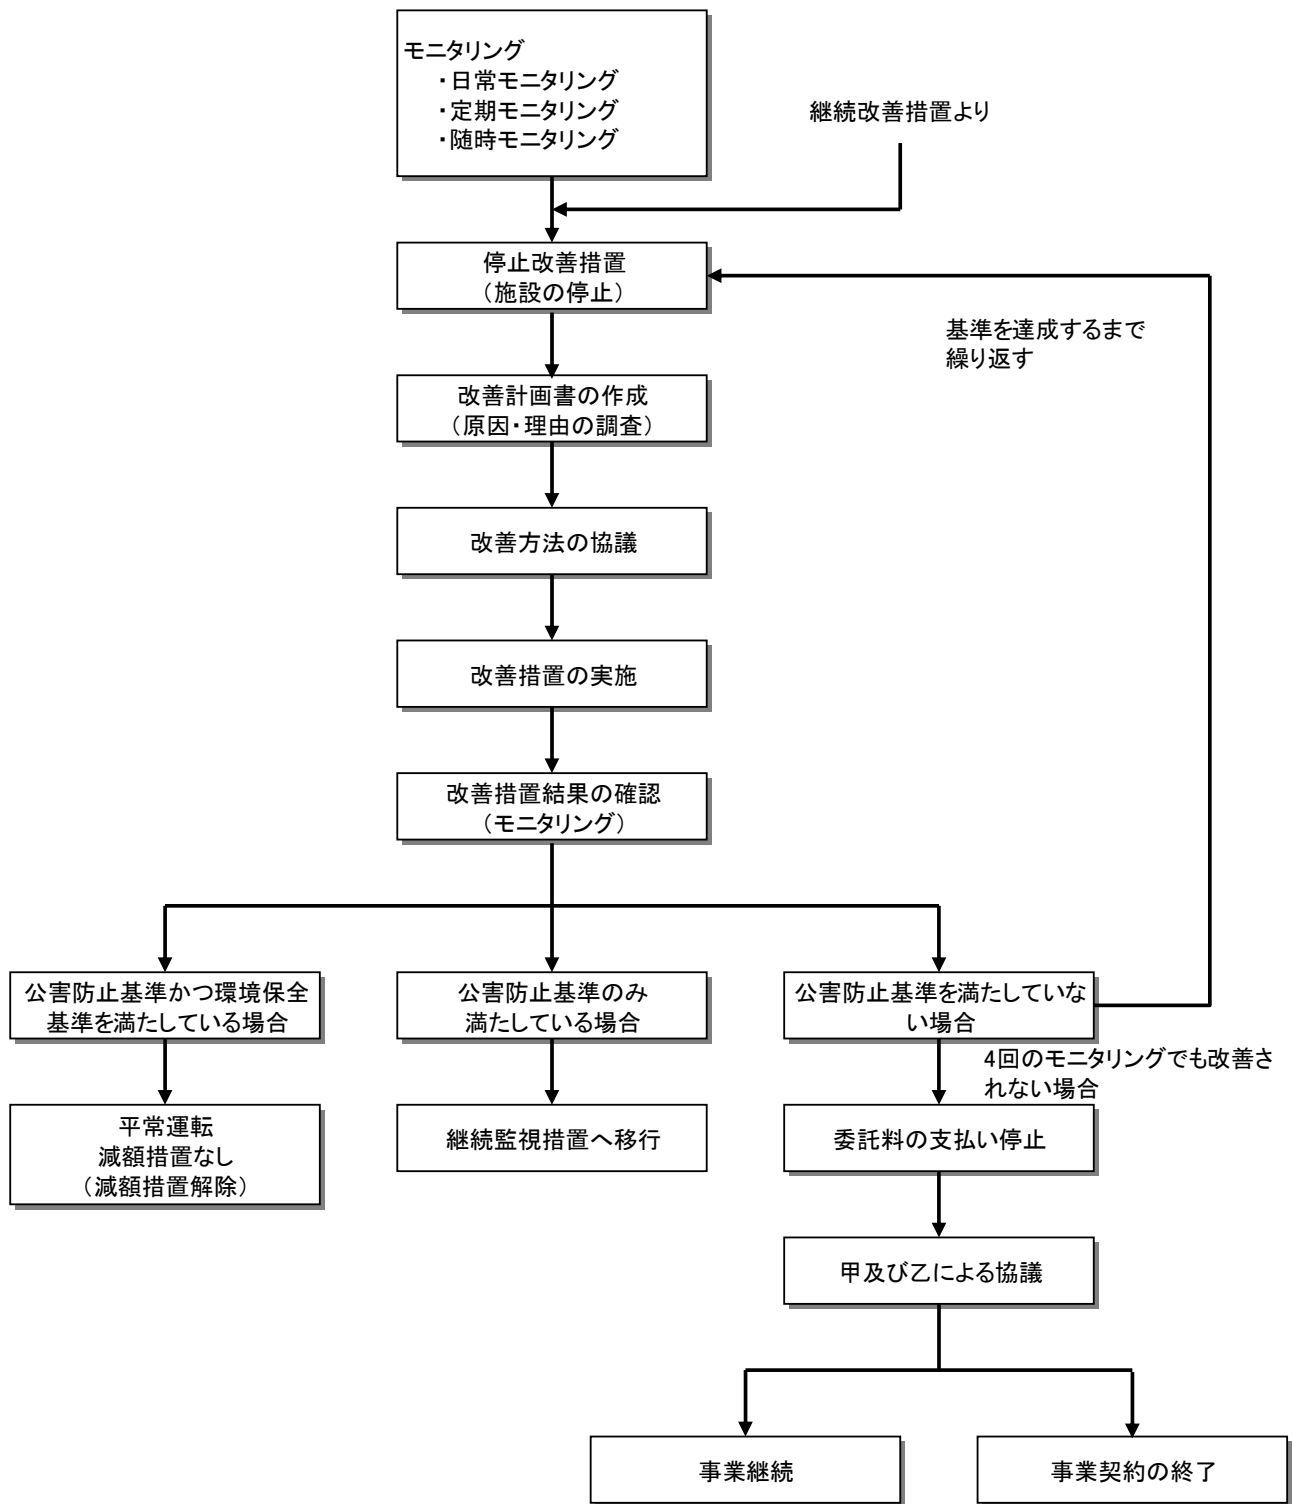 モニタリング
・日常モニタリング
・定期モニタリング
・随時モニタリング
継続改善措置より
停止改善措置
（施設の停止）
基準を達成するまで
繰り返す
改善計画書の作成
（原因・理由の調査）
改善方法の協議
改善措置の実施
改善措置結果の確認
（モニタリング）
公害防止基準かつ環境保全
基準を満たしている場合
公害防止基準のみ
満たしている場合
公害防止基準を満たしていな
い場合
4回のモニタリングでも改善さ
れない場合
平常運転
減額措置なし
（減額措置解除）
継続監視措置へ移行
委託料の支払い停止
甲及び乙による協議
事業継続
事業契約の終了